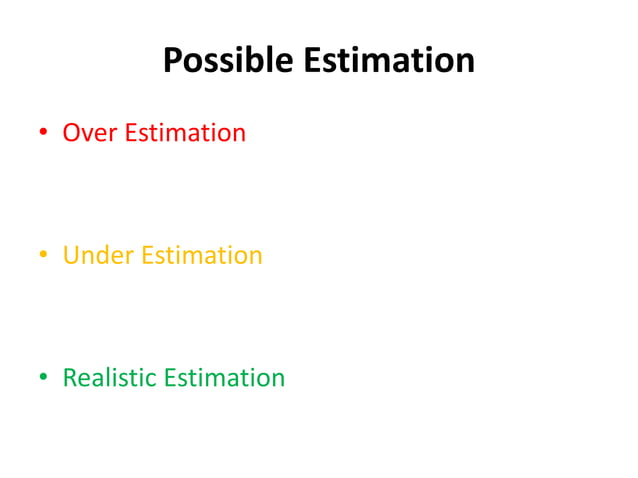 Possible Estimation
• Over Estimation
• Under Estimation
• Realistic Estimation